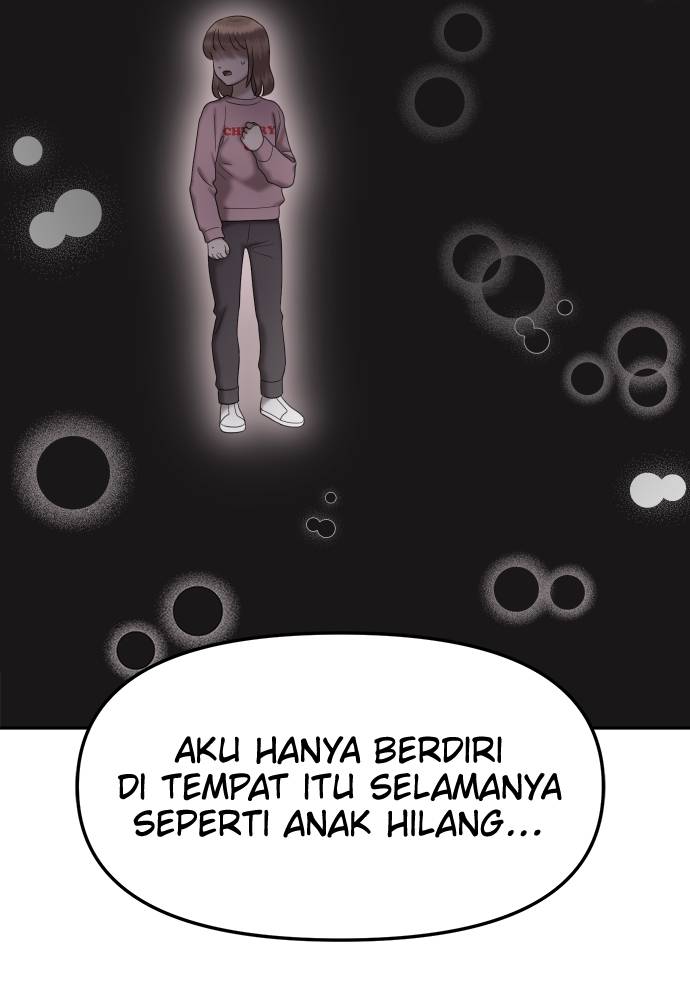 AKU HANYA BERDIRI
DI TEMPAT ITU SELAMANYA
SEPERTI ANAK HILANG...